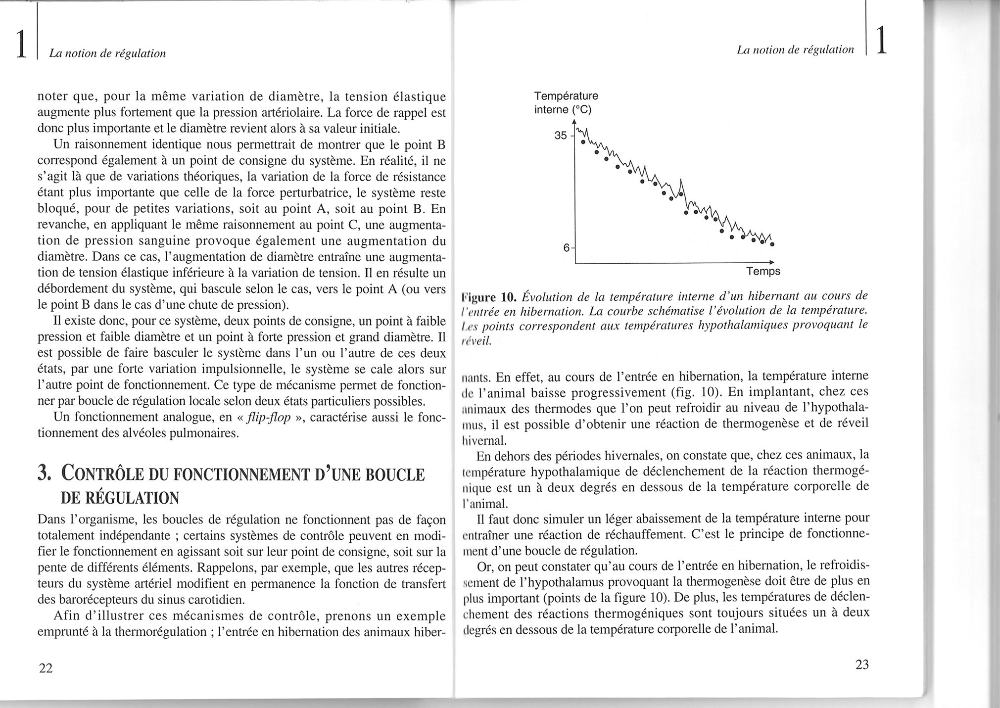 1
La notion de régulation
noter que, pour la même variation de diamètre, la tension élastique
augmente plus fortement que la pression artériolaire. La force de rappel est
donc plus importante et le diamètre revient alors à sa valeur initiale.
Un raisonnement identique nous permettrait de montrer que le point B
correspond également à un point de consigne du système. En réalité, il ne
s'agit là que de variations théoriques, la variation de la force de résistance
étant plus importante que celle de la force perturbatrice, le système reste
bloqué, pour de petites variations, soit au point A, soit au point B. En
revanche, en appliquant le même raisonnement au point C, une augmenta-
tion de pression sanguine provoque également une augmentation du
diamètre. Dans ce cas, l'augmentation de diamètre entraîne une augmenta-
tion de tension élastique inférieure à la variation de tension. Il en résulte un
débordement du système, qui bascule selon le cas, vers le point A (ou vers
le point B dans le cas d'une chute de pression).
Il existe donc, pour ce système, deux points de consigne, un point à faible
pression et faible diamètre et un point à forte pression et grand diamètre. Il
est possible de faire basculer le système dans l'un ou l'autre de ces deux
états, par une forte variation impulsionnelle, le système se cale alors sur
l'autre point de fonctionnement. Ce type de mécanisme permet de fonction-
ner par boucle de régulation locale selon deux états particuliers possibles.
Un fonctionnement analogue, en « flip-flop », caractérise aussi le fonc-
tionnement des alvéoles pulmonaires.
3. CONTRÔLE DU FONCTIONNEMENT D'UNE BOUCLE
DE RÉGULATION
Dans l'organisme, les boucles de régulation ne fonctionnent pas de façon
totalement indépendante ; certains systèmes de contrôle peuvent en modi-
fier le fonctionnement en agissant soit sur leur point de consigne, soit sur la
pente de différents éléments. Rappelons, par exemple, que les autres récep-
teurs du système artériel modifient en permanence la fonction de transfert
des barorécepteurs du sinus carotidien.
Afin d'illustrer ces mécanismes de contrôle, prenons un exemple
emprunté à la thermorégulation ; l'entrée en hibernation des animaux hiber-
22
La notion de régulation
1
Température
interne (°C)
35
6
Temps
Figure 10. Évolution de la température interne d'un hibernant au cours de
l'entrée en hibernation. La courbe schématise l'évolution de la température.
Les points correspondent aux températures hypothalamiques provoquant le
réveil.
nants. En effet, au cours de l'entrée en hibernation, la température interne
de l'animal baisse progressivement (fig. 10). En implantant, chez ces
animaux des thermodes que l'on peut refroidir au niveau de l'hypothala-
mus, il est possible d'obtenir une réaction de thermogenèse et de réveil
hivernal.
En dehors des périodes hivernales, on constate que, chez ces animaux, la
température hypothalamique de déclenchement de la réaction thermogé-
nique est un à deux degrés en dessous de la température corporelle de
l'animal.
Il faut donc simuler un léger abaissement de la température interne pour
entraîner une réaction de réchauffement. C'est le principe de fonctionne-
ment d'une boucle de régulation.
Or, on peut constater qu'au cours de l'entrée en hibernation, le refroidis-
sement de l'hypothalamus provoquant la thermogenèse doit être de plus en
plus important (points de la figure 10). De plus, les températures de déclen-
chement des réactions thermogéniques sont toujours situées un à deux
degrés en dessous de la température corporelle de l'animal.
23